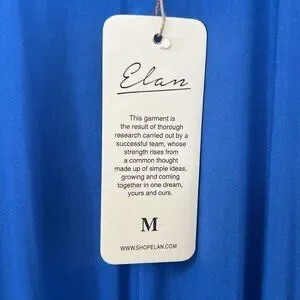 Elan
This garment is
the result of thorough
research carried out by a
successful team, whose
strength rises from
a common thought
made up of simple ideas,
growing and coming
together in one dream,
yours and ours.
M
WWW.SHOPELAN.COM